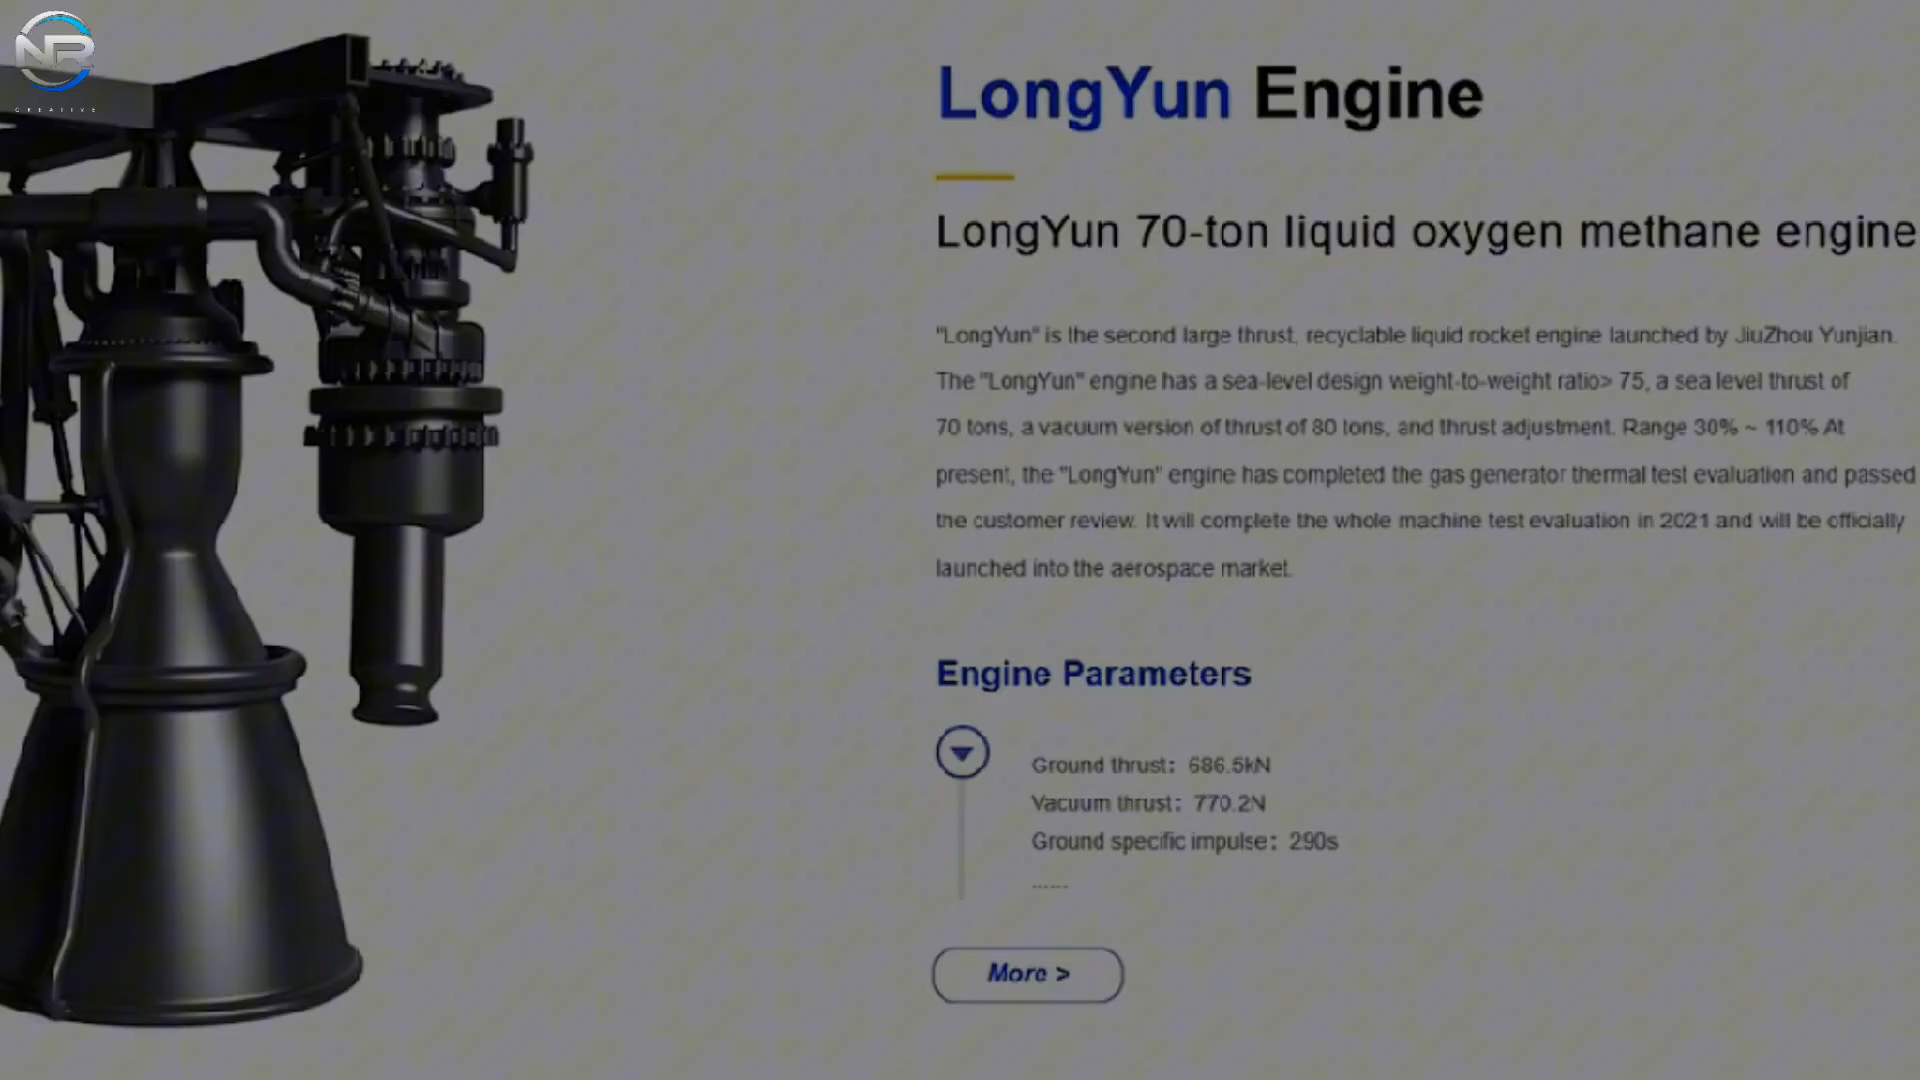 NR
CREATIVE
LongYun Engine
LongYun 70-ton liquid oxygen methane engine
"LongYun" is the second large thrust, recyclable liquid rocket engine launched by JiuZhou Yunjian.
The "LongYun" engine has a sea-level design weight-to-weight ratio> 75, a sea level thrust of
70 tons, a vacuum version of thrust of 80 tons, and thrust adjustment. Range 30% ~ 110% At
present, the "LongYun" engine has completed the gas generator thermal test evaluation and passed
the customer review. It will complete the whole machine test evaluation in 2021 and will be officially
launched into the aerospace market.
Engine Parameters
Ground thrust: 686.5kN
Vacuum thrust: 770.2N
Ground specific impulse: 290s
......
More >